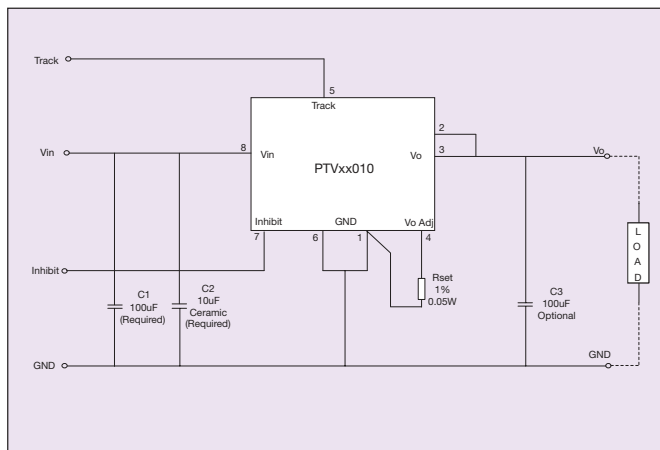 Track
5
Track
2
Vin
8
Vin
Vo
3
Vo
PTVxx010
Inhibit
GND
Vo Adj
7
6
1
4
LOAD
Inhibit
Rset
1%
0.05W
C1
100uF
(Required)
C2
10uF
Ceramic
(Required)
C3
100uF
Optional
GND
GND